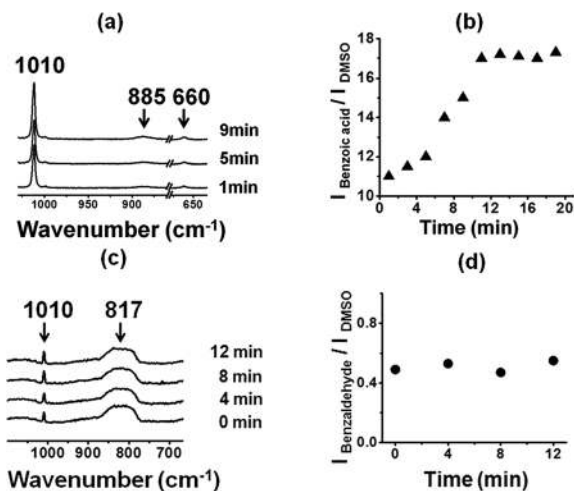 (a)
1010
885 660
9min
5min
1min
1000 950 900 650
Wavenumber (cm-1)
(b)
I Benzoic acid / I DMSO
18
16
14
12
10
0 5 10 15 20
Time (min)
(c)
1010 817
12 min
8 min
4 min
0 min
1000 900 800 700
Wavenumber (cm-1)
(d)
I Benzaldehyde / I DMSO
0.8
0.4
0.0
0 4 8 12
Time (min)